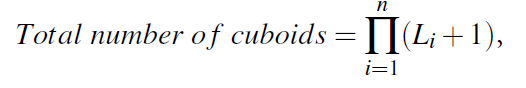 Total number of cuboids = ∏_{i=1}^{n} (L_i + 1),